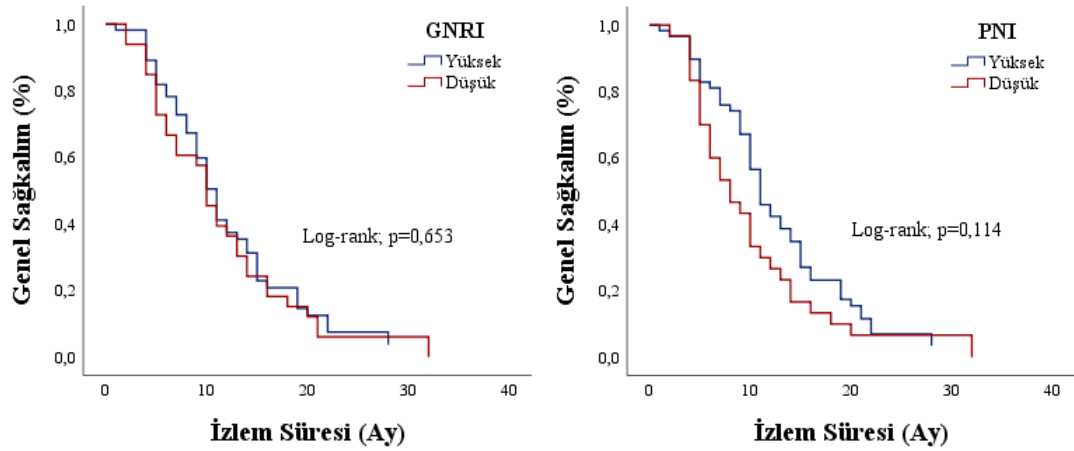 GNRI
Yüksek
Düşük
Genel Sağkalım (%)
1,0
0,8
0,6
0,4
0,2
0,0
Log-rank; p=0,653
0
10
20
30
40
İzlem Süresi (Ay)
PNI
Yüksek
Düşük
Genel Sağkalım (%)
1,0
0,8
0,6
0,4
0,2
0,0
Log-rank; p=0,114
0
10
20
30
40
İzlem Süresi (Ay)